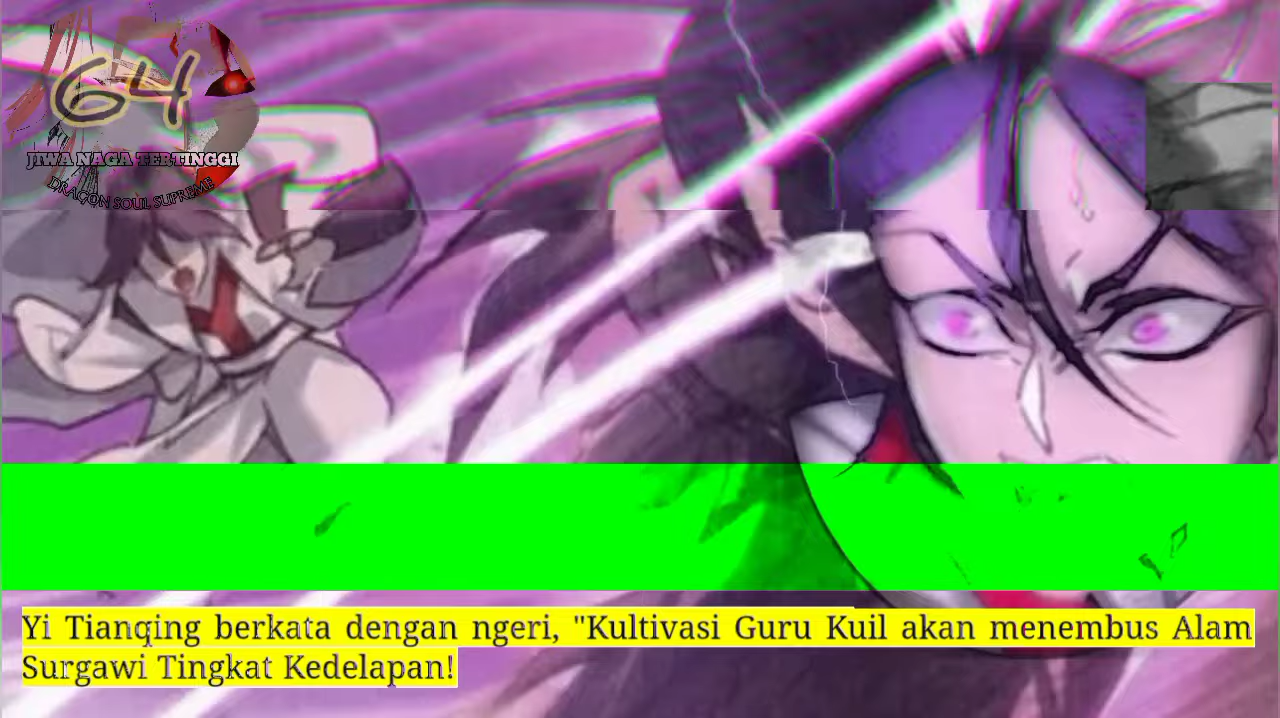 64
JIWA NAGA TERTINGGI
DRAGON SOUL SUPREME
Yi Tianqing berkata dengan ngeri, "Kultivasi Guru Kuil akan menembus Alam
Surgawi Tingkat Kedelapan!